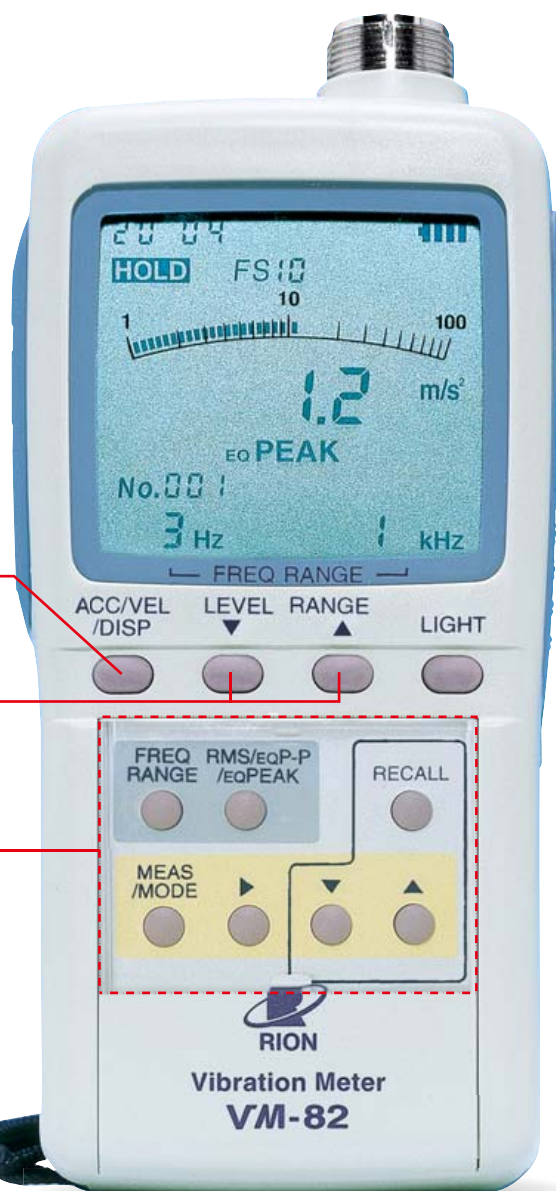 20 04
HOLD FS10
1 10 100
1.2 m/s²
EQ PEAK
No.001
3 Hz 1 kHz
FREQ RANGE
ACC/VEL
/DISP
LEVEL RANGE
▼ ▲
LIGHT
FREQ
RANGE
RMS/EQP-P
/EQPEAK
RECALL
MEAS
/MODE
▶ ▼ ▲
RION
Vibration Meter
VM-82